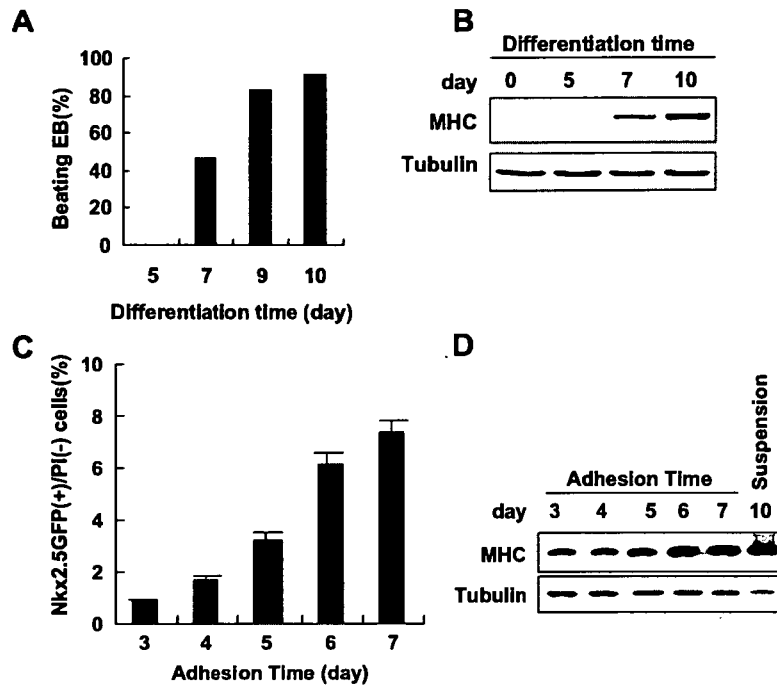 A
Beating EB(%)
100
80
60
40
20
0
5 7 9 10
Differentiation time (day)
B
Differentiation time
day 0 5 7 10
MHC
Tubulin
C
Nkx2.5GFP(+)/PI(-) cells(%)
10
8
6
4
2
0
3 4 5 6 7
Adhesion Time (day)
D
Suspension
Adhesion Time
day 3 4 5 6 7 10
MHC
Tubulin